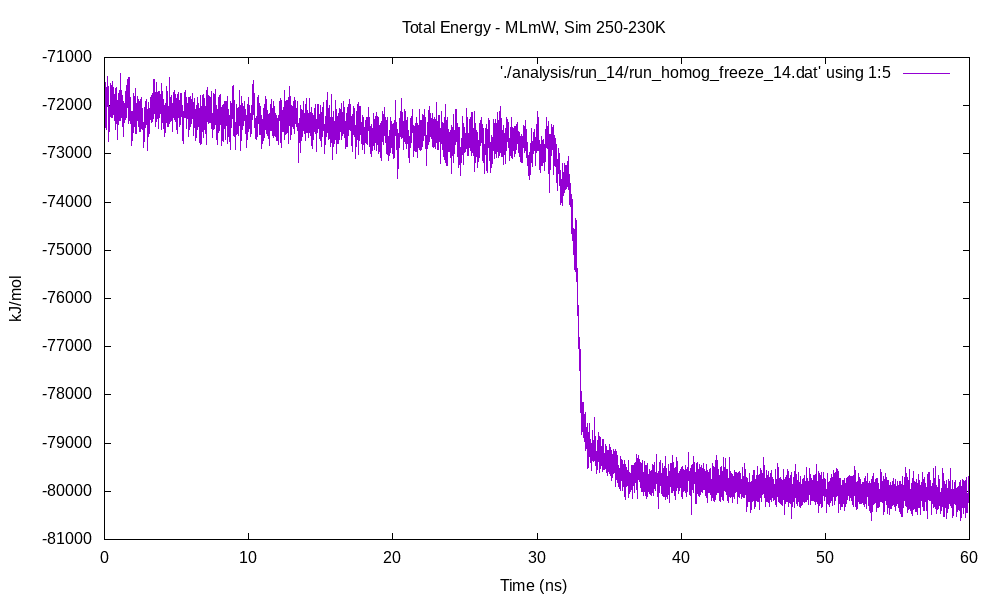 Total Energy - MLmW, Sim 250-230K
'./analysis/run_14/run_homog_freeze_14.dat' using 1:5
-71000
-72000
-73000
-74000
-75000
-76000
-77000
-78000
-79000
-80000
-81000
kJ/mol
0 10 20 30 40 50 60
Time (ns)